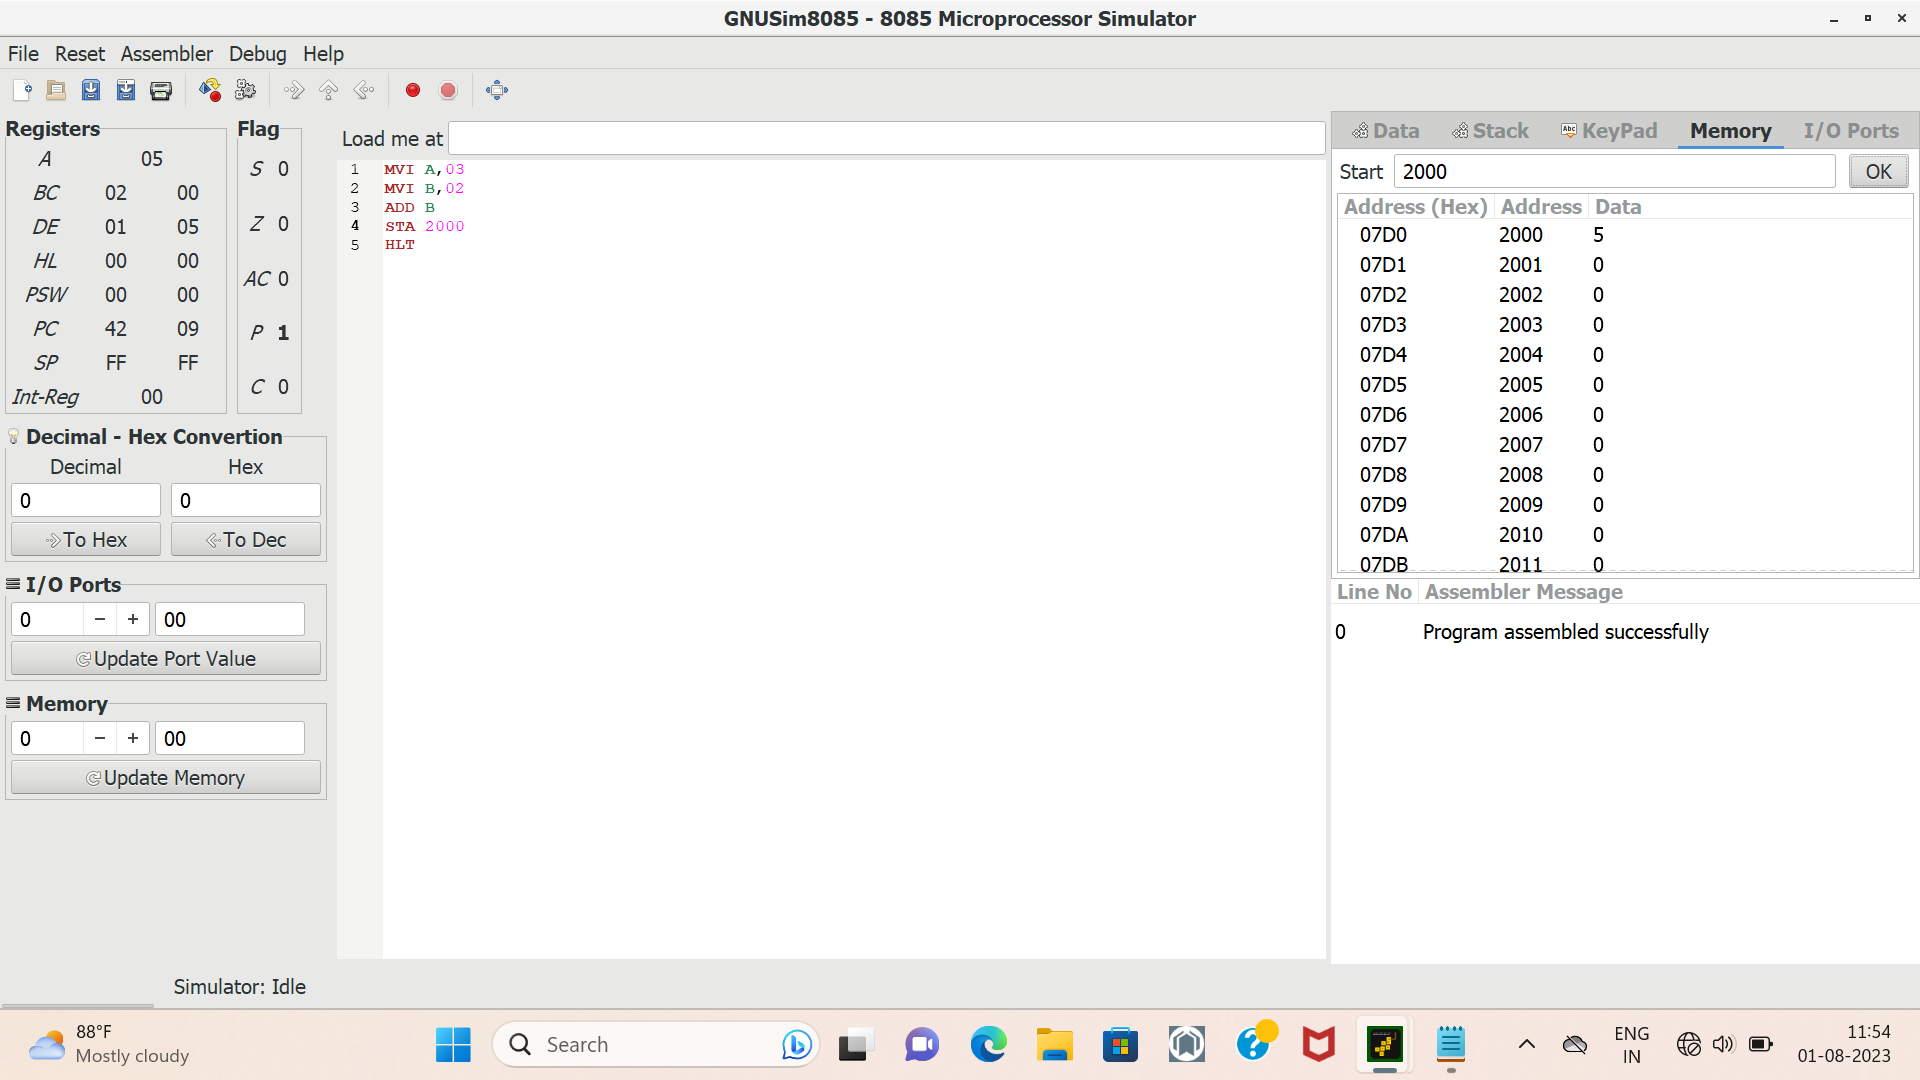 GNUSim8085 - 8085 Microprocessor Simulator
File Reset Assembler Debug Help
Registers
A 05
BC 02 00
DE 01 05
HL 00 00
PSW 00 00
PC 42 09
SP FF FF
Int-Reg 00
Flag
S 0
Z 0
AC 0
P 1
C 0
Decimal - Hex Convertion
Decimal Hex
0 0
To Hex To Dec
I/O Ports
0 − + 00
Update Port Value
Memory
0 − + 00
Update Memory
Simulator: Idle
Load me at
1 MVI A,03
2 MVI B,02
3 ADD B
4 STA 2000
5 HLT
Data Stack Abc KeyPad Memory I/O Ports
Start 2000 OK
Address (Hex) Address Data
07D0 2000 5
07D1 2001 0
07D2 2002 0
07D3 2003 0
07D4 2004 0
07D5 2005 0
07D6 2006 0
07D7 2007 0
07D8 2008 0
07D9 2009 0
07DA 2010 0
07DB 2011 0
Line No Assembler Message
0 Program assembled successfully
88°F
Mostly cloudy
Search
ENG
IN
11:54
01-08-2023